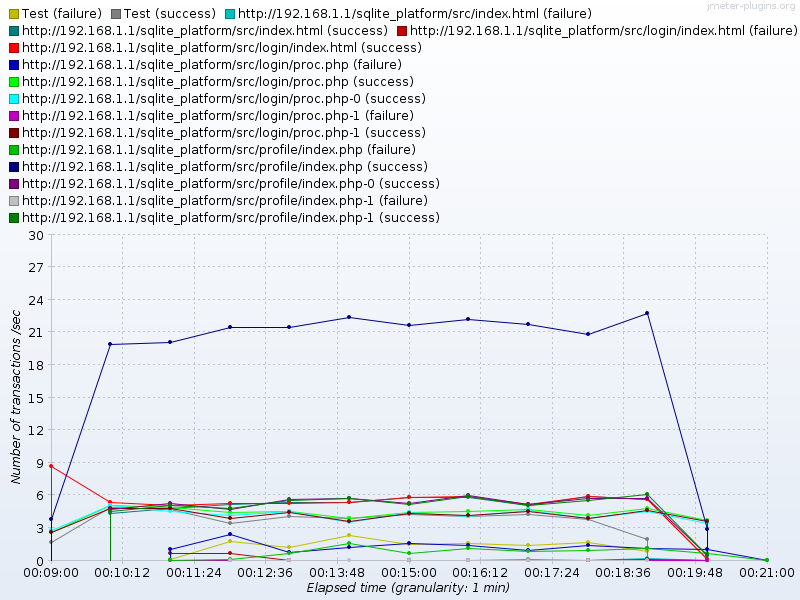 jmeter-plugins.org
Test (failure) Test (success) http://192.168.1.1/sqlite_platform/src/index.html (failure)
http://192.168.1.1/sqlite_platform/src/index.html (success) http://192.168.1.1/sqlite_platform/src/login/index.html (failure)
http://192.168.1.1/sqlite_platform/src/login/index.html (success)
http://192.168.1.1/sqlite_platform/src/login/proc.php (failure)
http://192.168.1.1/sqlite_platform/src/login/proc.php (success)
http://192.168.1.1/sqlite_platform/src/login/proc.php-0 (success)
http://192.168.1.1/sqlite_platform/src/login/proc.php-1 (failure)
http://192.168.1.1/sqlite_platform/src/login/proc.php-1 (success)
http://192.168.1.1/sqlite_platform/src/profile/index.php (failure)
http://192.168.1.1/sqlite_platform/src/profile/index.php (success)
http://192.168.1.1/sqlite_platform/src/profile/index.php-0 (success)
http://192.168.1.1/sqlite_platform/src/profile/index.php-1 (failure)
http://192.168.1.1/sqlite_platform/src/profile/index.php-1 (success)
30
27
24
21
18
15
12
9
6
3
0
Number of transactions /sec
00:09:00 00:10:12 00:11:24 00:12:36 00:13:48 00:15:00 00:16:12 00:17:24 00:18:36 00:19:48 00:21:00
Elapsed time (granularity: 1 min)